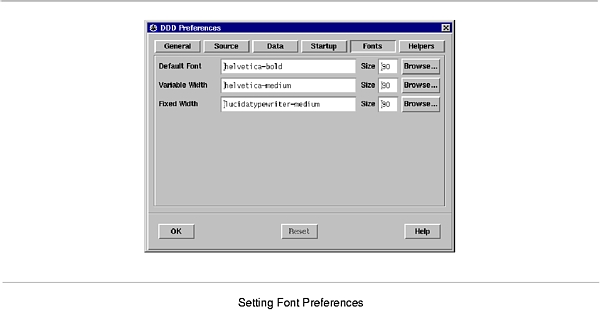 DDD Preferences
General Source Data Startup Fonts Helpers
Default Font helvetica-bold Size 90 Browse...
Variable Width helvetica-medium Size 90 Browse...
Fixed Width lucidatypewriter-medium Size 90 Browse...
OK Reset Help
Setting Font Preferences